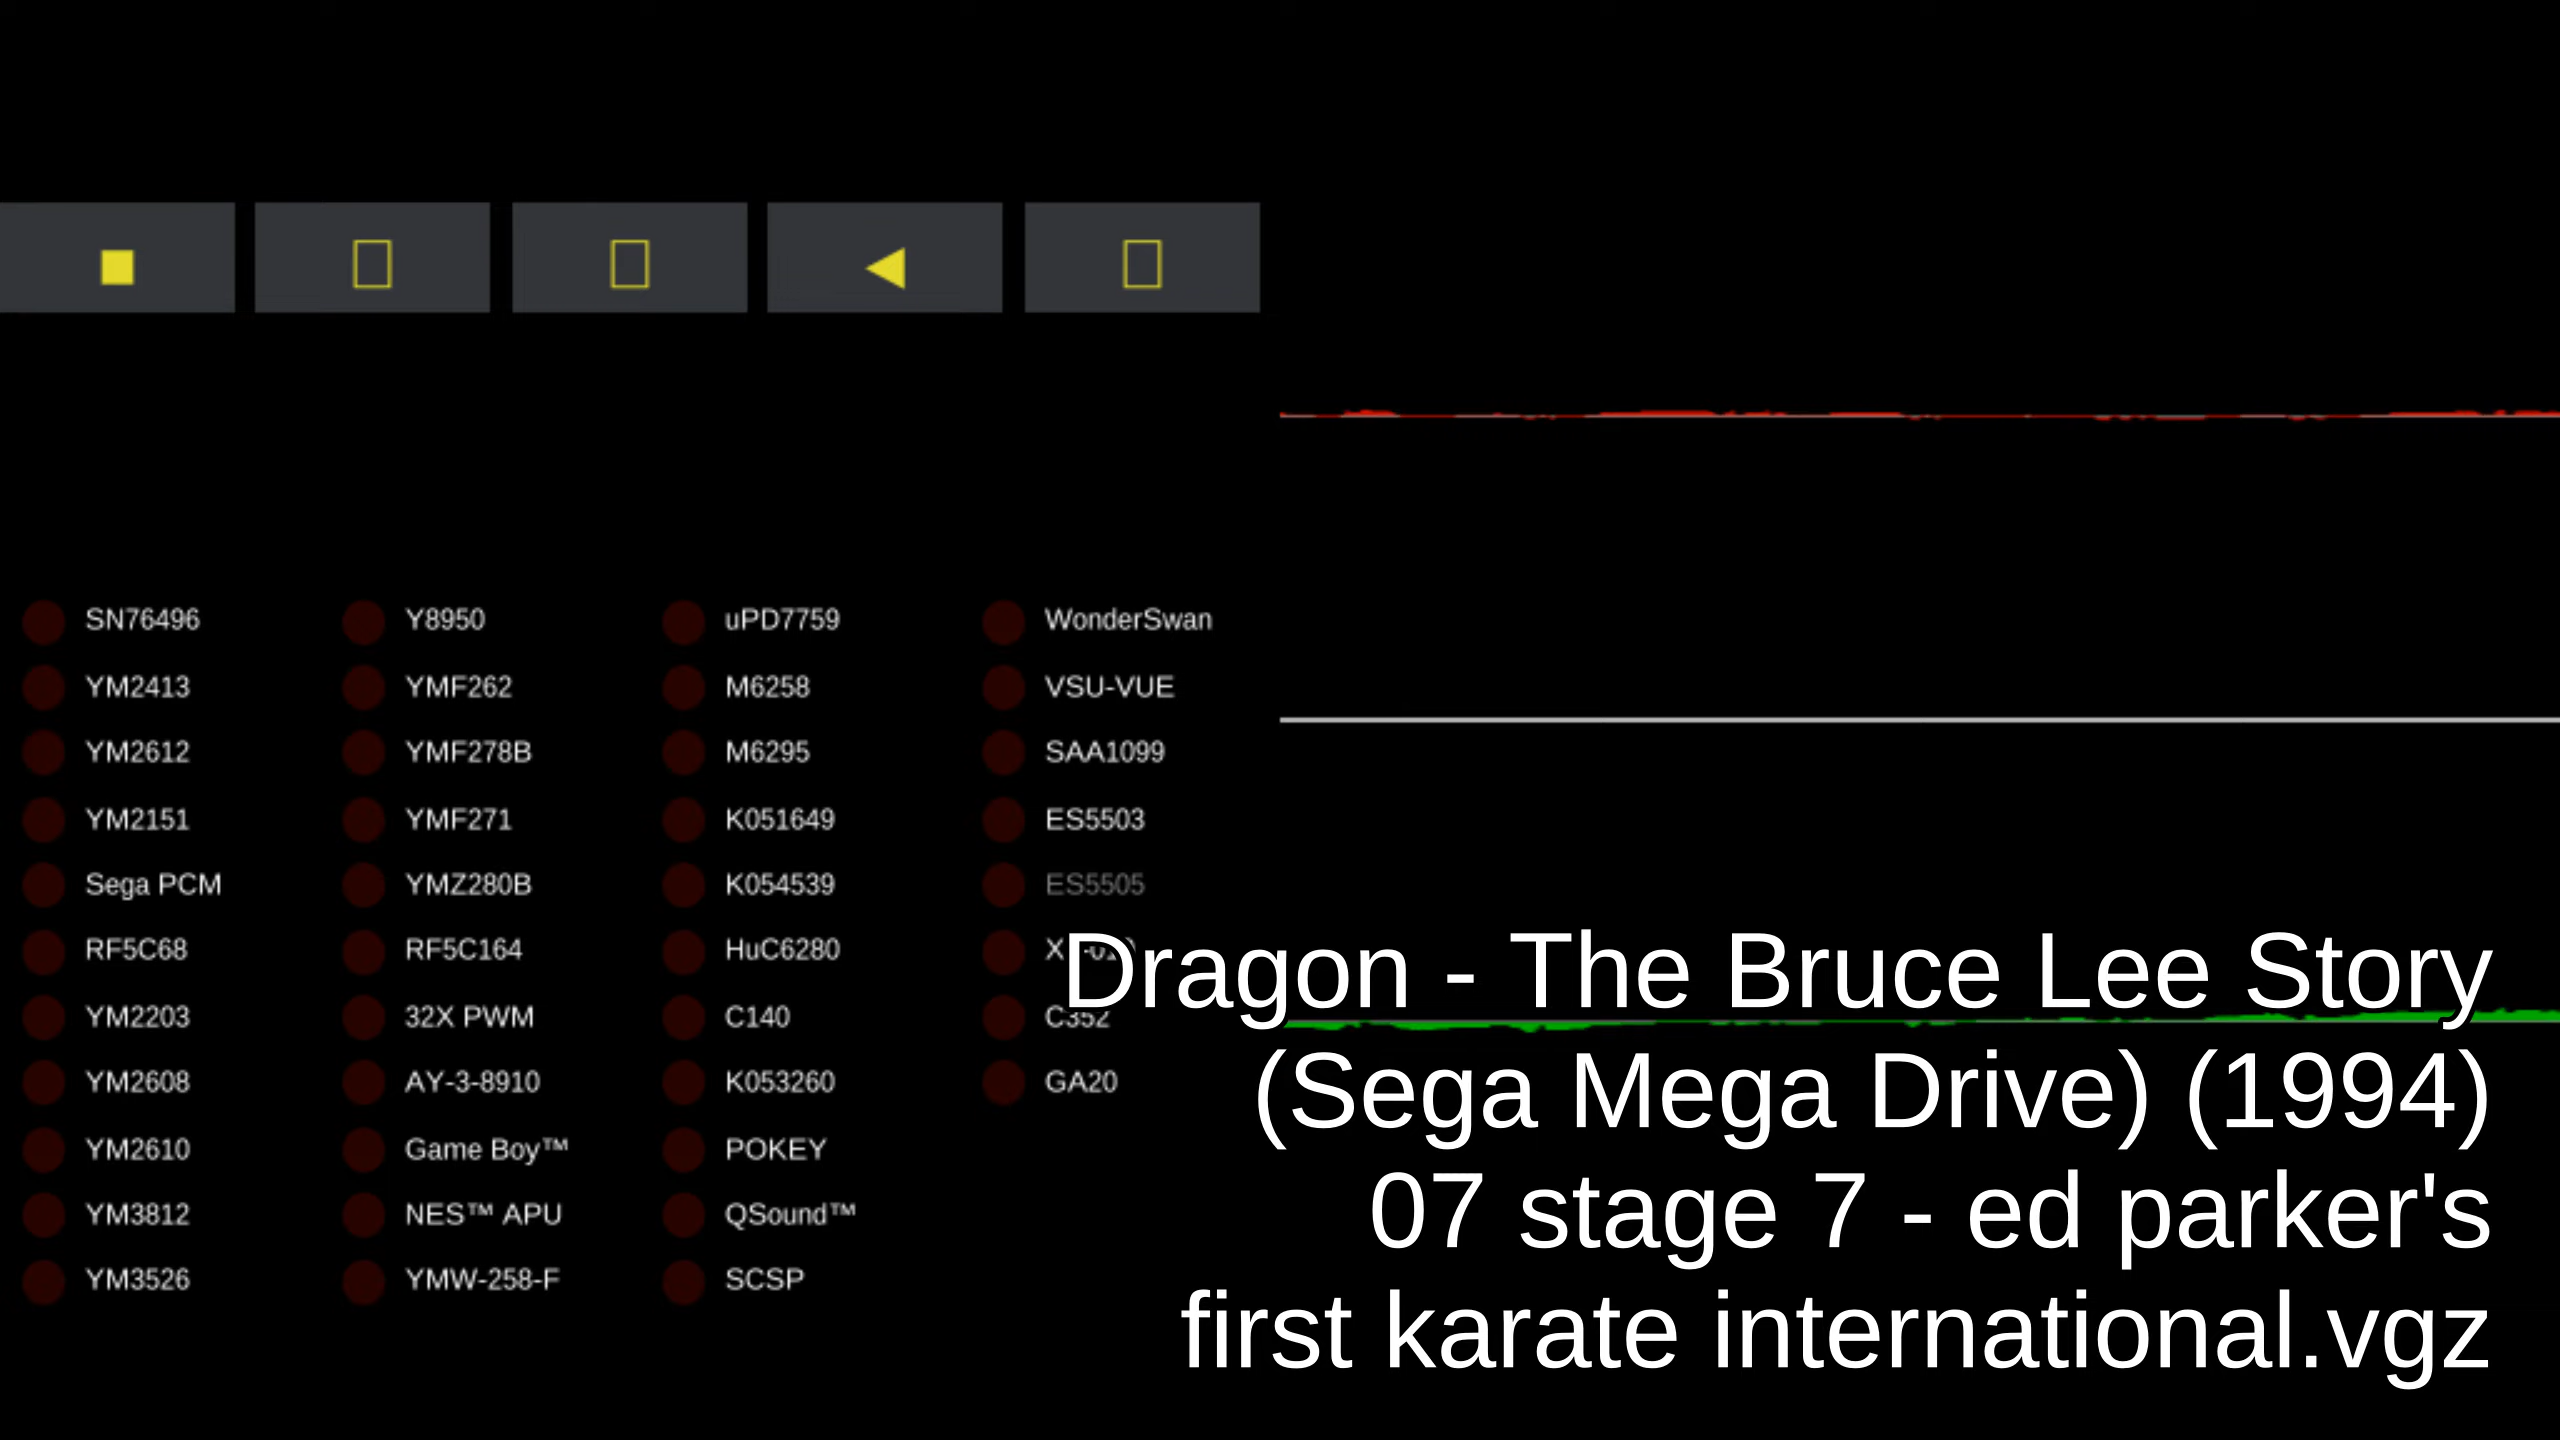 SN76496
YM2413
YM2612
YM2151
Sega PCM
RF5C68
YM2203
YM2608
YM2610
YM3812
YM3526
Y8950
YMF262
YMF278B
YMF271
YMZ280B
RF5C164
32X PWM
AY-3-8910
Game Boy™
NES™ APU
YMW-258-F
uPD7759
M6258
M6295
K051649
K054539
HuC6280
C140
K053260
POKEY
QSound™
SCSP
WonderSwan
VSU-VUE
SAA1099
ES5503
ES5505
C352
GA20
Dragon - The Bruce Lee Story
(Sega Mega Drive) (1994)
07 stage 7 - ed parker's
first karate international.vgz